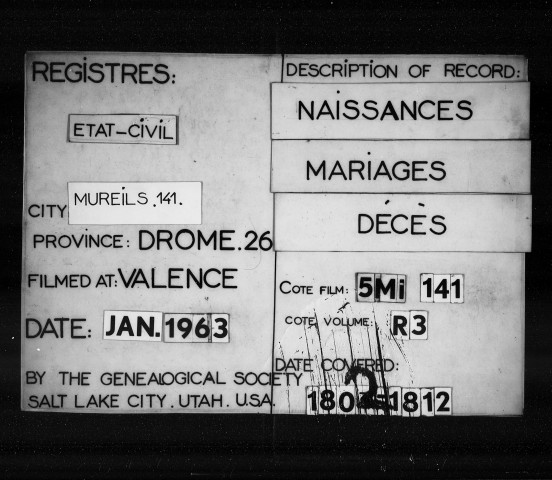 REGISTRES:
ETAT-CIVIL
CITY MUREILS.141.
PROVINCE: DROME.26
FILMED AT: VALENCE
DATE: JAN. 1963
BY THE GENEALOGICAL SOCIETY
SALT LAKE CITY. UTAH. U.S.A.
DESCRIPTION OF RECORD:
NAISSANCES
MARIAGES
DÉCÈS
COTE FILM: 5Mi 141
COTE VOLUME: R3
DATE COVERED:
2
1812